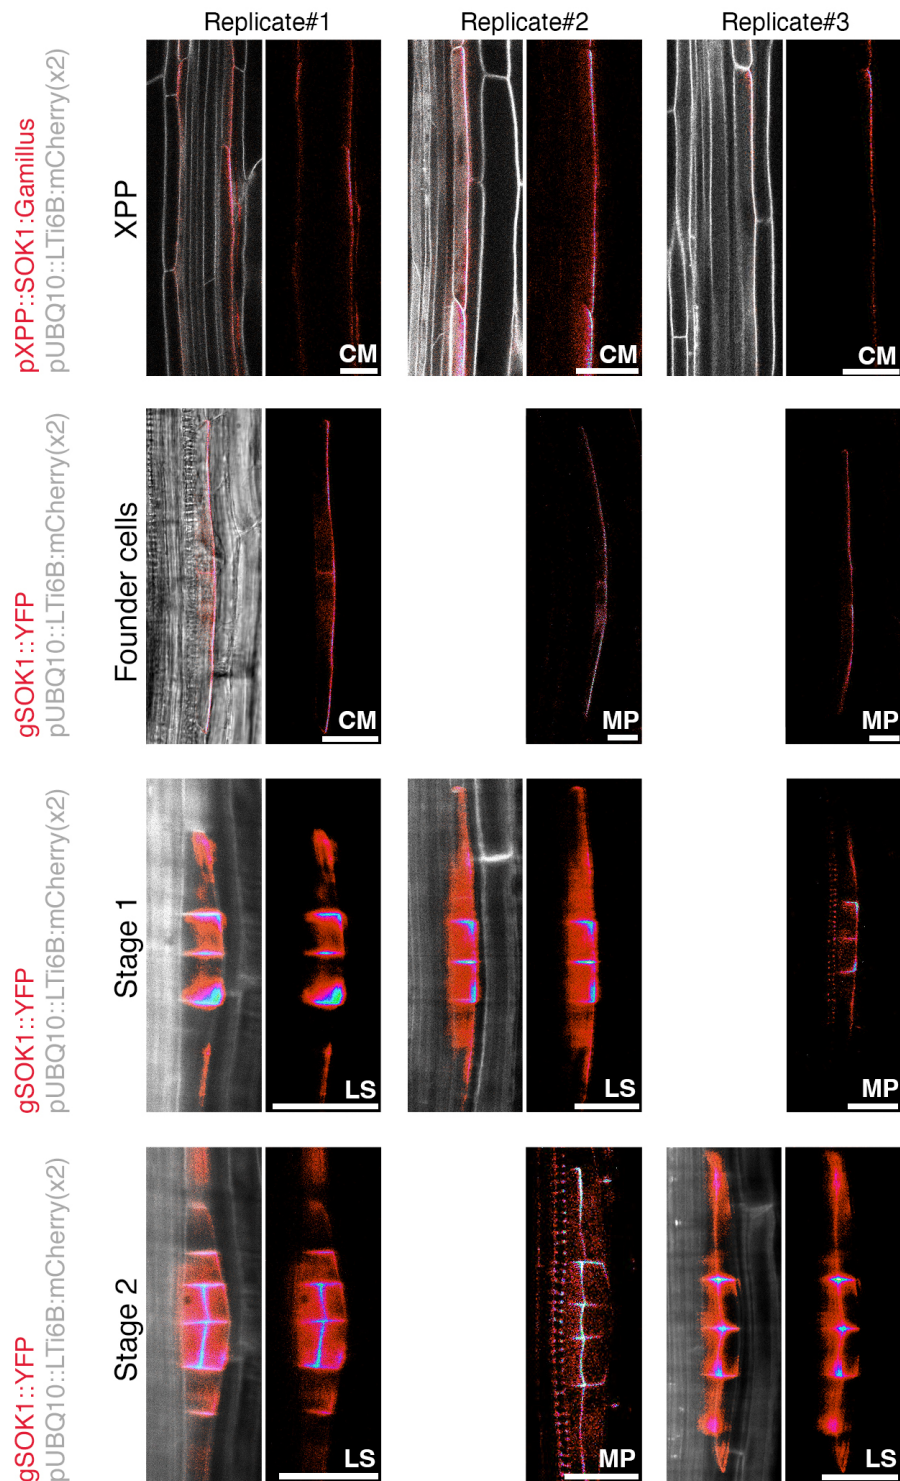 Replicate#1
Replicate#2
Replicate#3
pXPP::SOK1:Gamillus
pUBQ10::LTi6B:mCherry(x2)
XPP
CM
CM
CM
gSOK1::YFP
pUBQ10::LTi6B:mCherry(x2)
Founder cells
CM
MP
MP
gSOK1::YFP
pUBQ10::LTi6B:mCherry(x2)
Stage 1
LS
LS
MP
gSOK1::YFP
pUBQ10::LTi6B:mCherry(x2)
Stage 2
LS
MP
LS